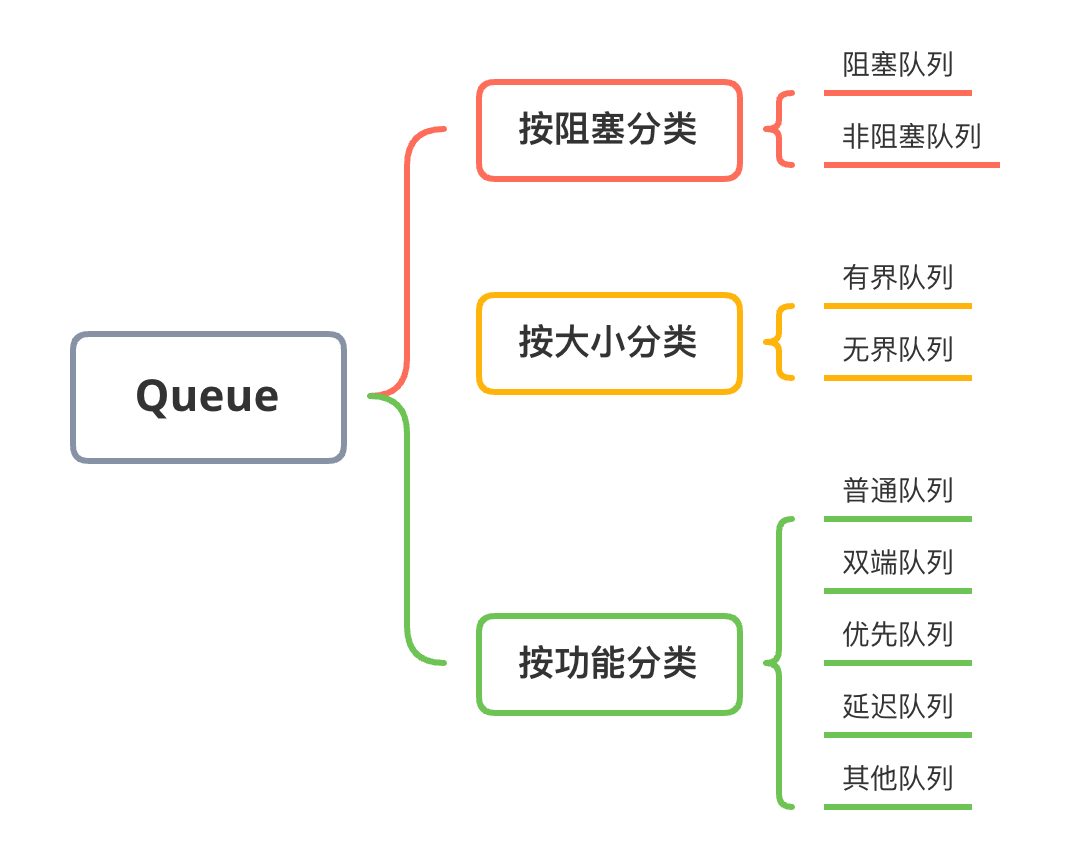 Queue
按阻塞分类
阻塞队列
非阻塞队列
按大小分类
有界队列
无界队列
按功能分类
普通队列
双端队列
优先队列
延迟队列
其他队列